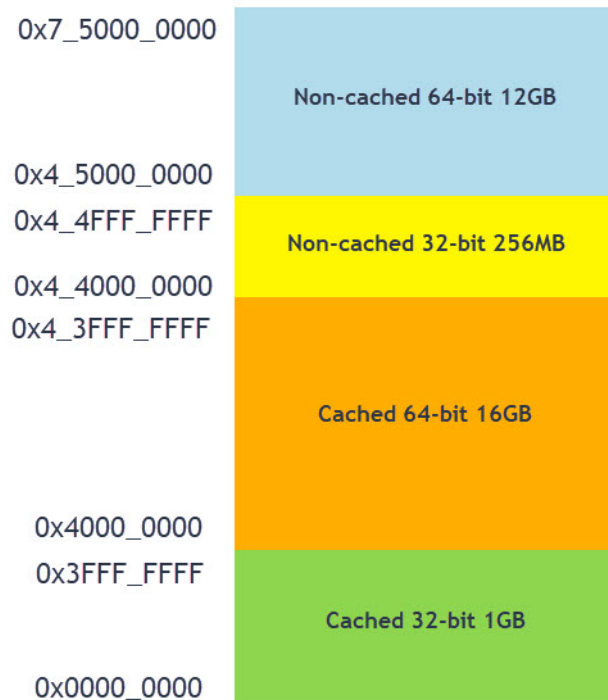 0x7_5000_0000
Non-cached 64-bit 12GB
0x4_5000_0000
0x4_4FFF_FFFF
Non-cached 32-bit 256MB
0x4_4000_0000
0x4_3FFF_FFFF
Cached 64-bit 16GB
0x4000_0000
0x3FFF_FFFF
Cached 32-bit 1GB
0x0000_0000